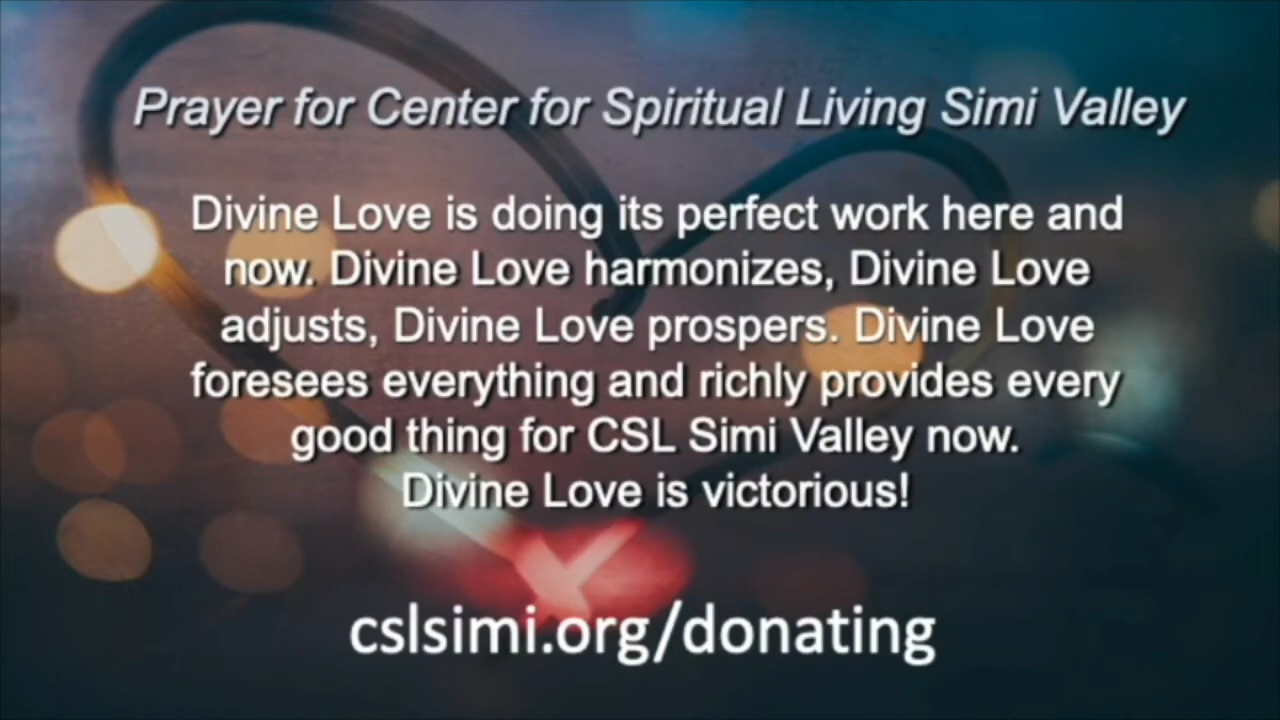 Prayer for Center for Spiritual Living Simi Valley
Divine Love is doing its perfect work here and
now. Divine Love harmonizes, Divine Love
adjusts, Divine Love prospers. Divine Love
foresees everything and richly provides every
good thing for CSL Simi Valley now.
Divine Love is victorious!
cslsimi.org/donating